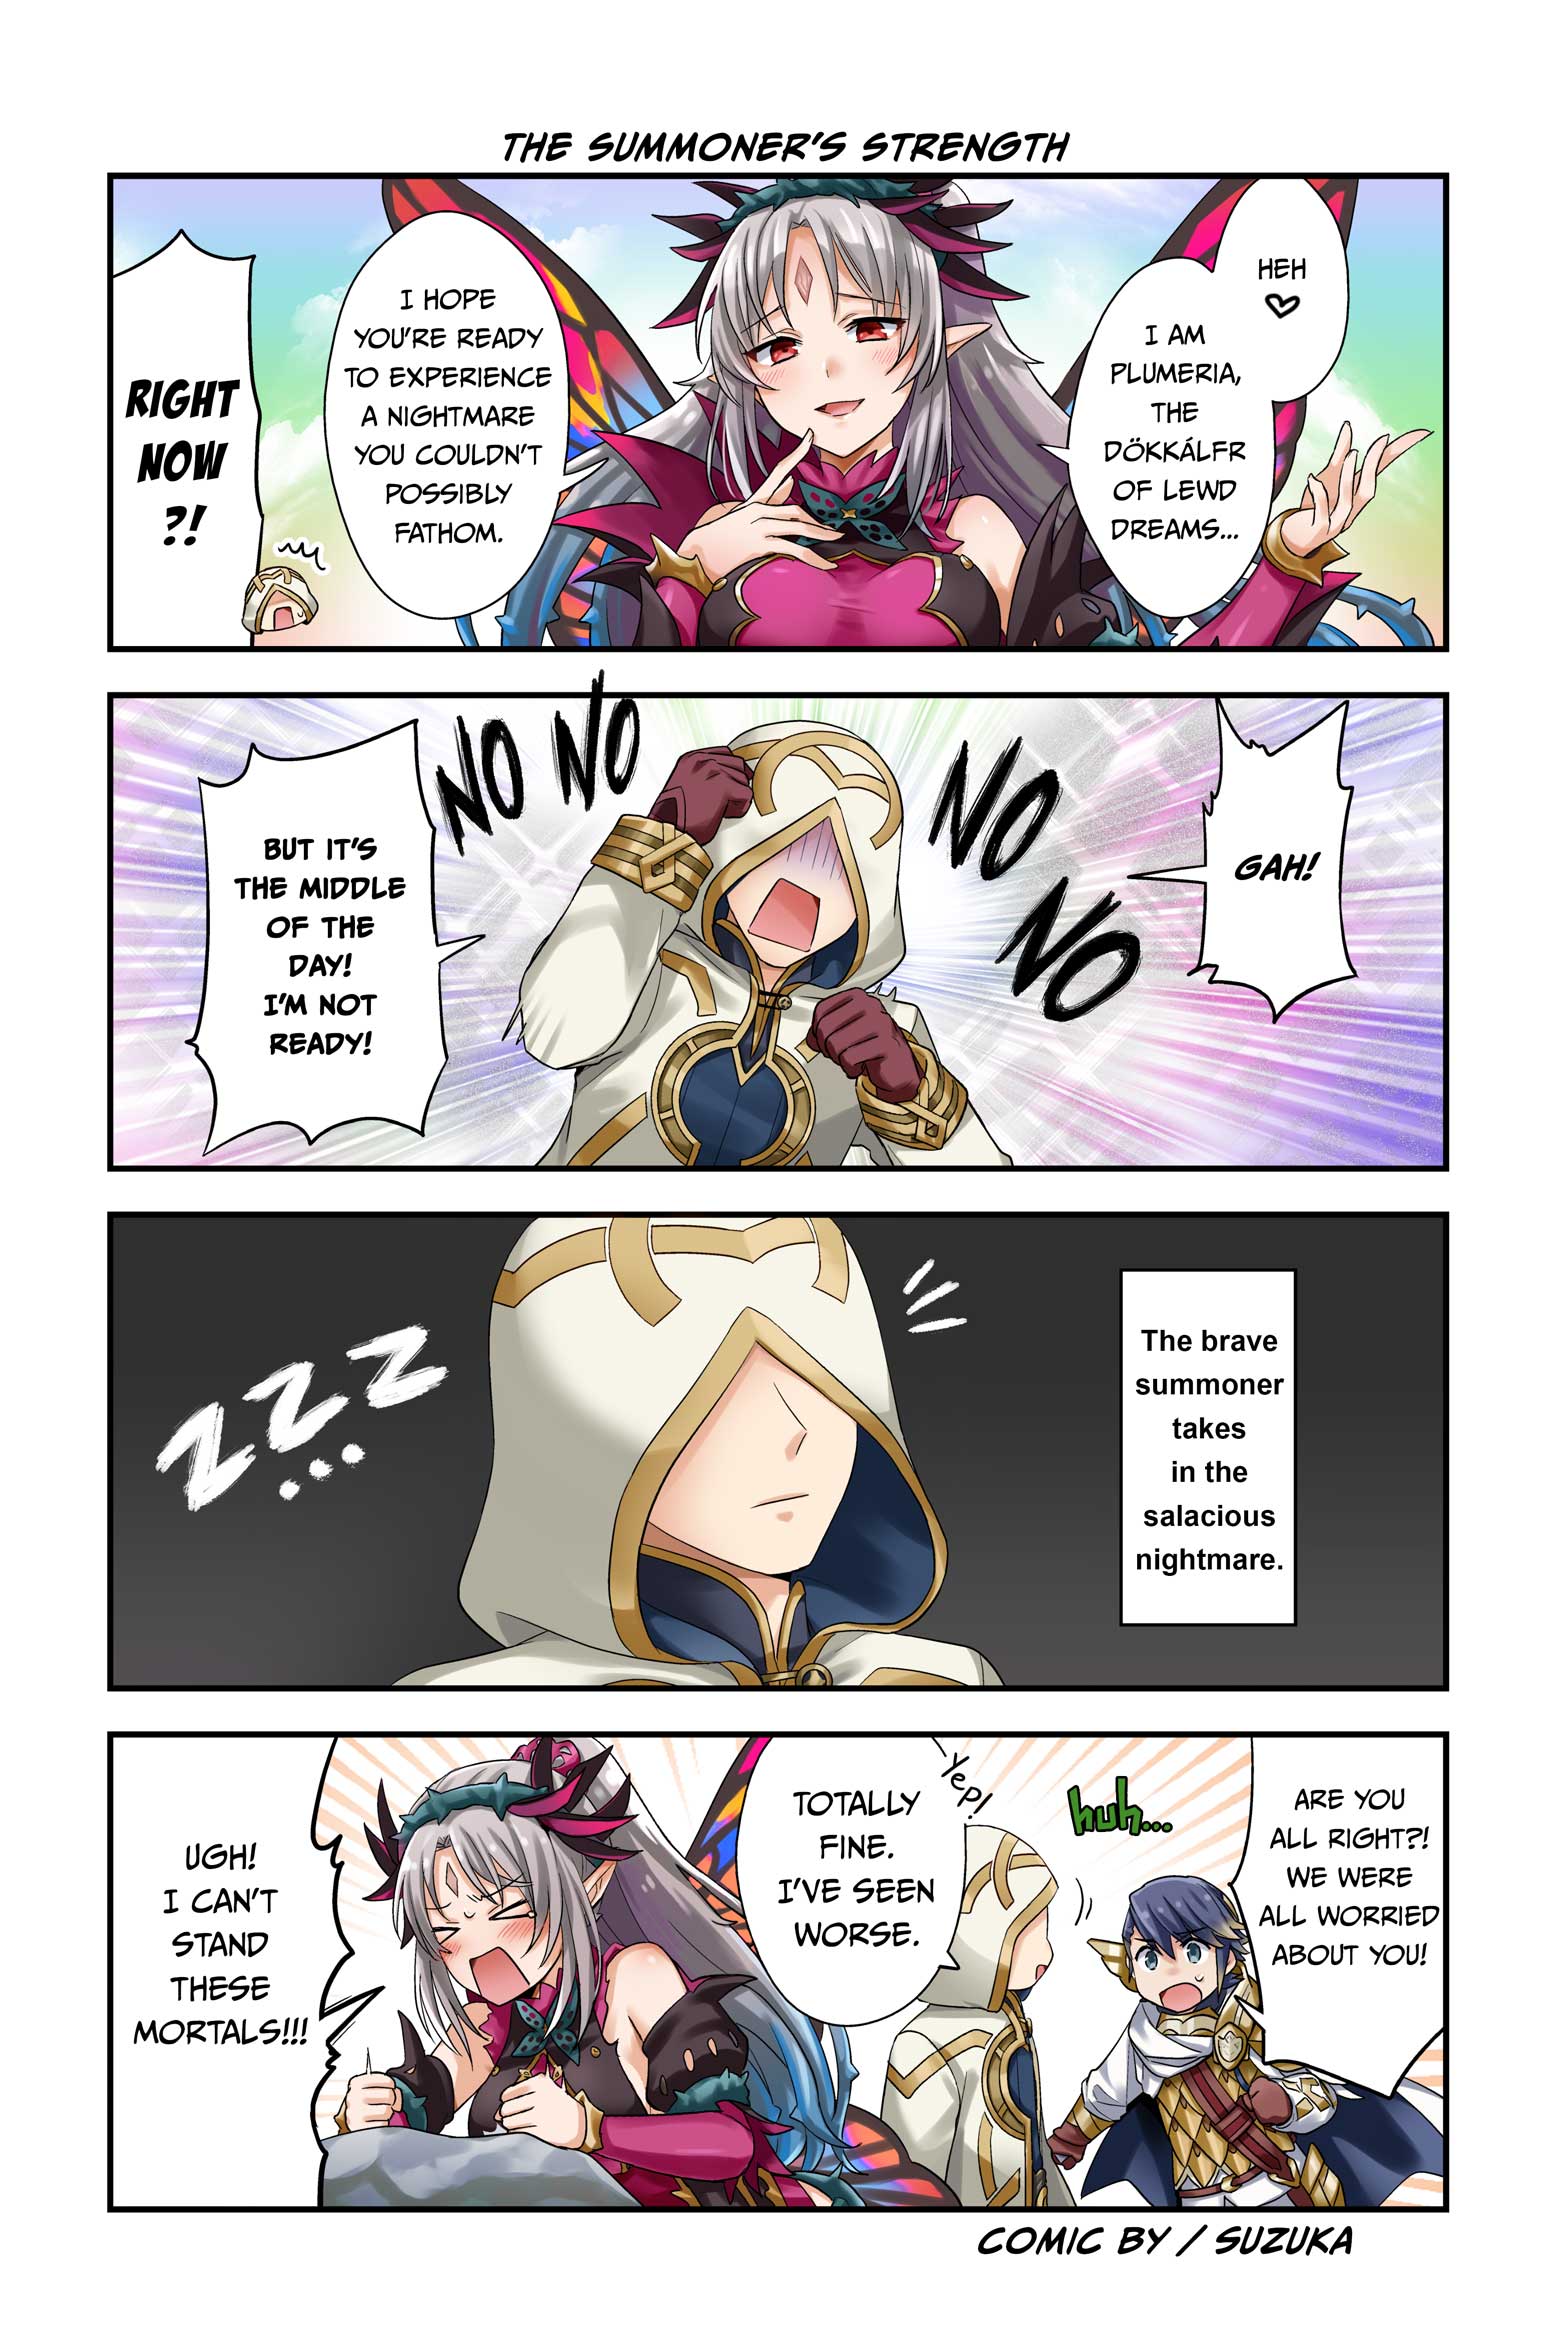 THE SUMMONER'S STRENGTH
HEH
♡
I AM
PLUMERIA,
THE
DÖKKÁLFR
OF LEWD
DREAMS...
I HOPE
YOU'RE READY
TO EXPERIENCE
A NIGHTMARE
YOU COULDN'T
POSSIBLY
FATHOM.
RIGHT
NOW
?!
GAH!
NO
NO
NO
NO
BUT IT'S
THE MIDDLE
OF THE
DAY!
I'M NOT
READY!
The brave
summoner
takes
in the
salacious
nightmare.
ZZZ...
ARE YOU
ALL RIGHT?!
WE WERE
ALL WORRIED
ABOUT YOU!
huh...
Yep!
TOTALLY
FINE.
I'VE SEEN
WORSE.
UGH!
I CAN'T
STAND
THESE
MORTALS!!!
COMIC BY / SUZUKA